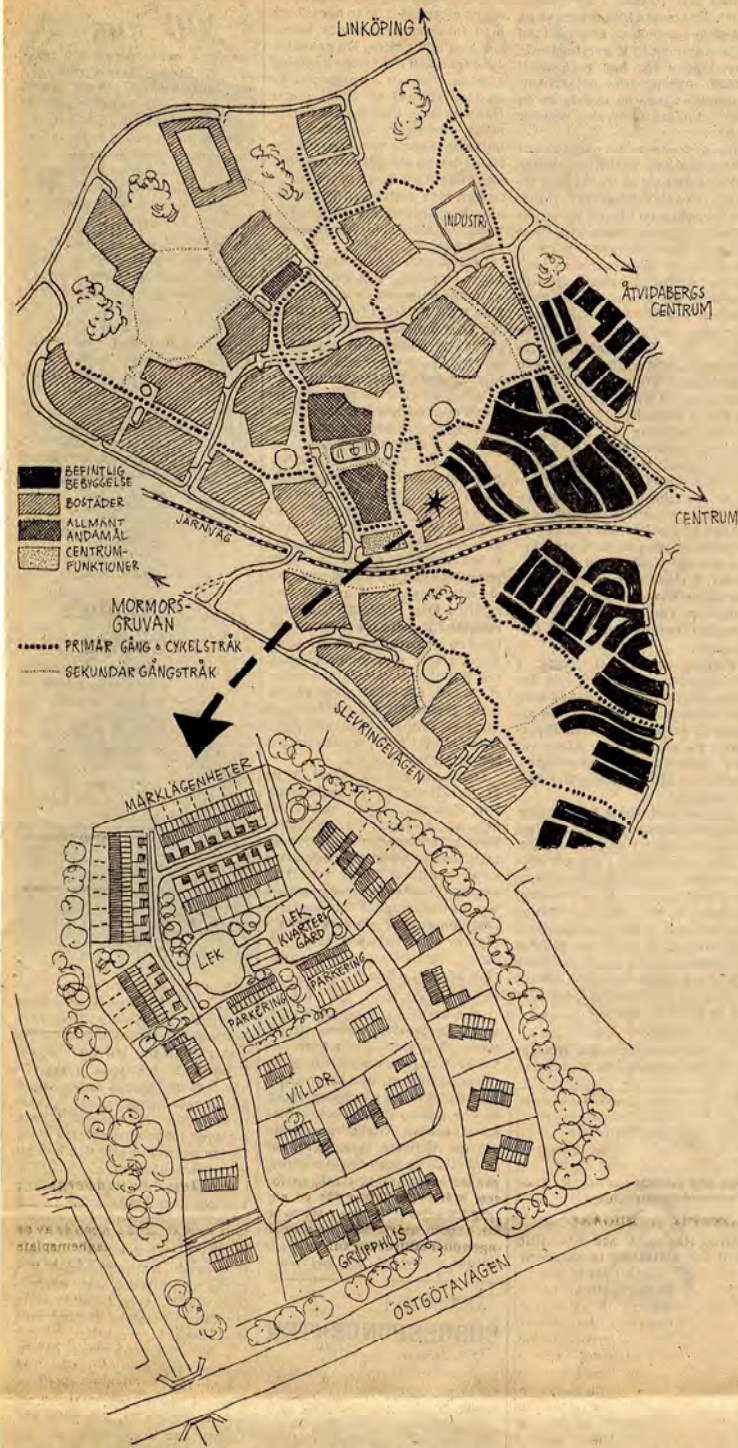 LINKÖPING
INDUSTRI
ÅTVIDABERGS
CENTRUM
BEFINTLIG
BEBYGGELSE
BOSTÄDER
ALLMÄNT
ÄNDAMÅL
CENTRUM-
FUNKTIONER
JÄRNVÄG
CENTRUM
MORMORS-
GRUVAN
PRIMÄR GÅNG & CYKELSTRÅK
SEKUNDÄR GÅNGSTRÅK
SLEVRINGEVÄGEN
MARKLÄGENHETER
LEK
LEK
KVARTERS
GÅRD
PARKERING
PARKERING
VILLOR
GRUPPHUS
ÖSTGÖTAVÄGEN